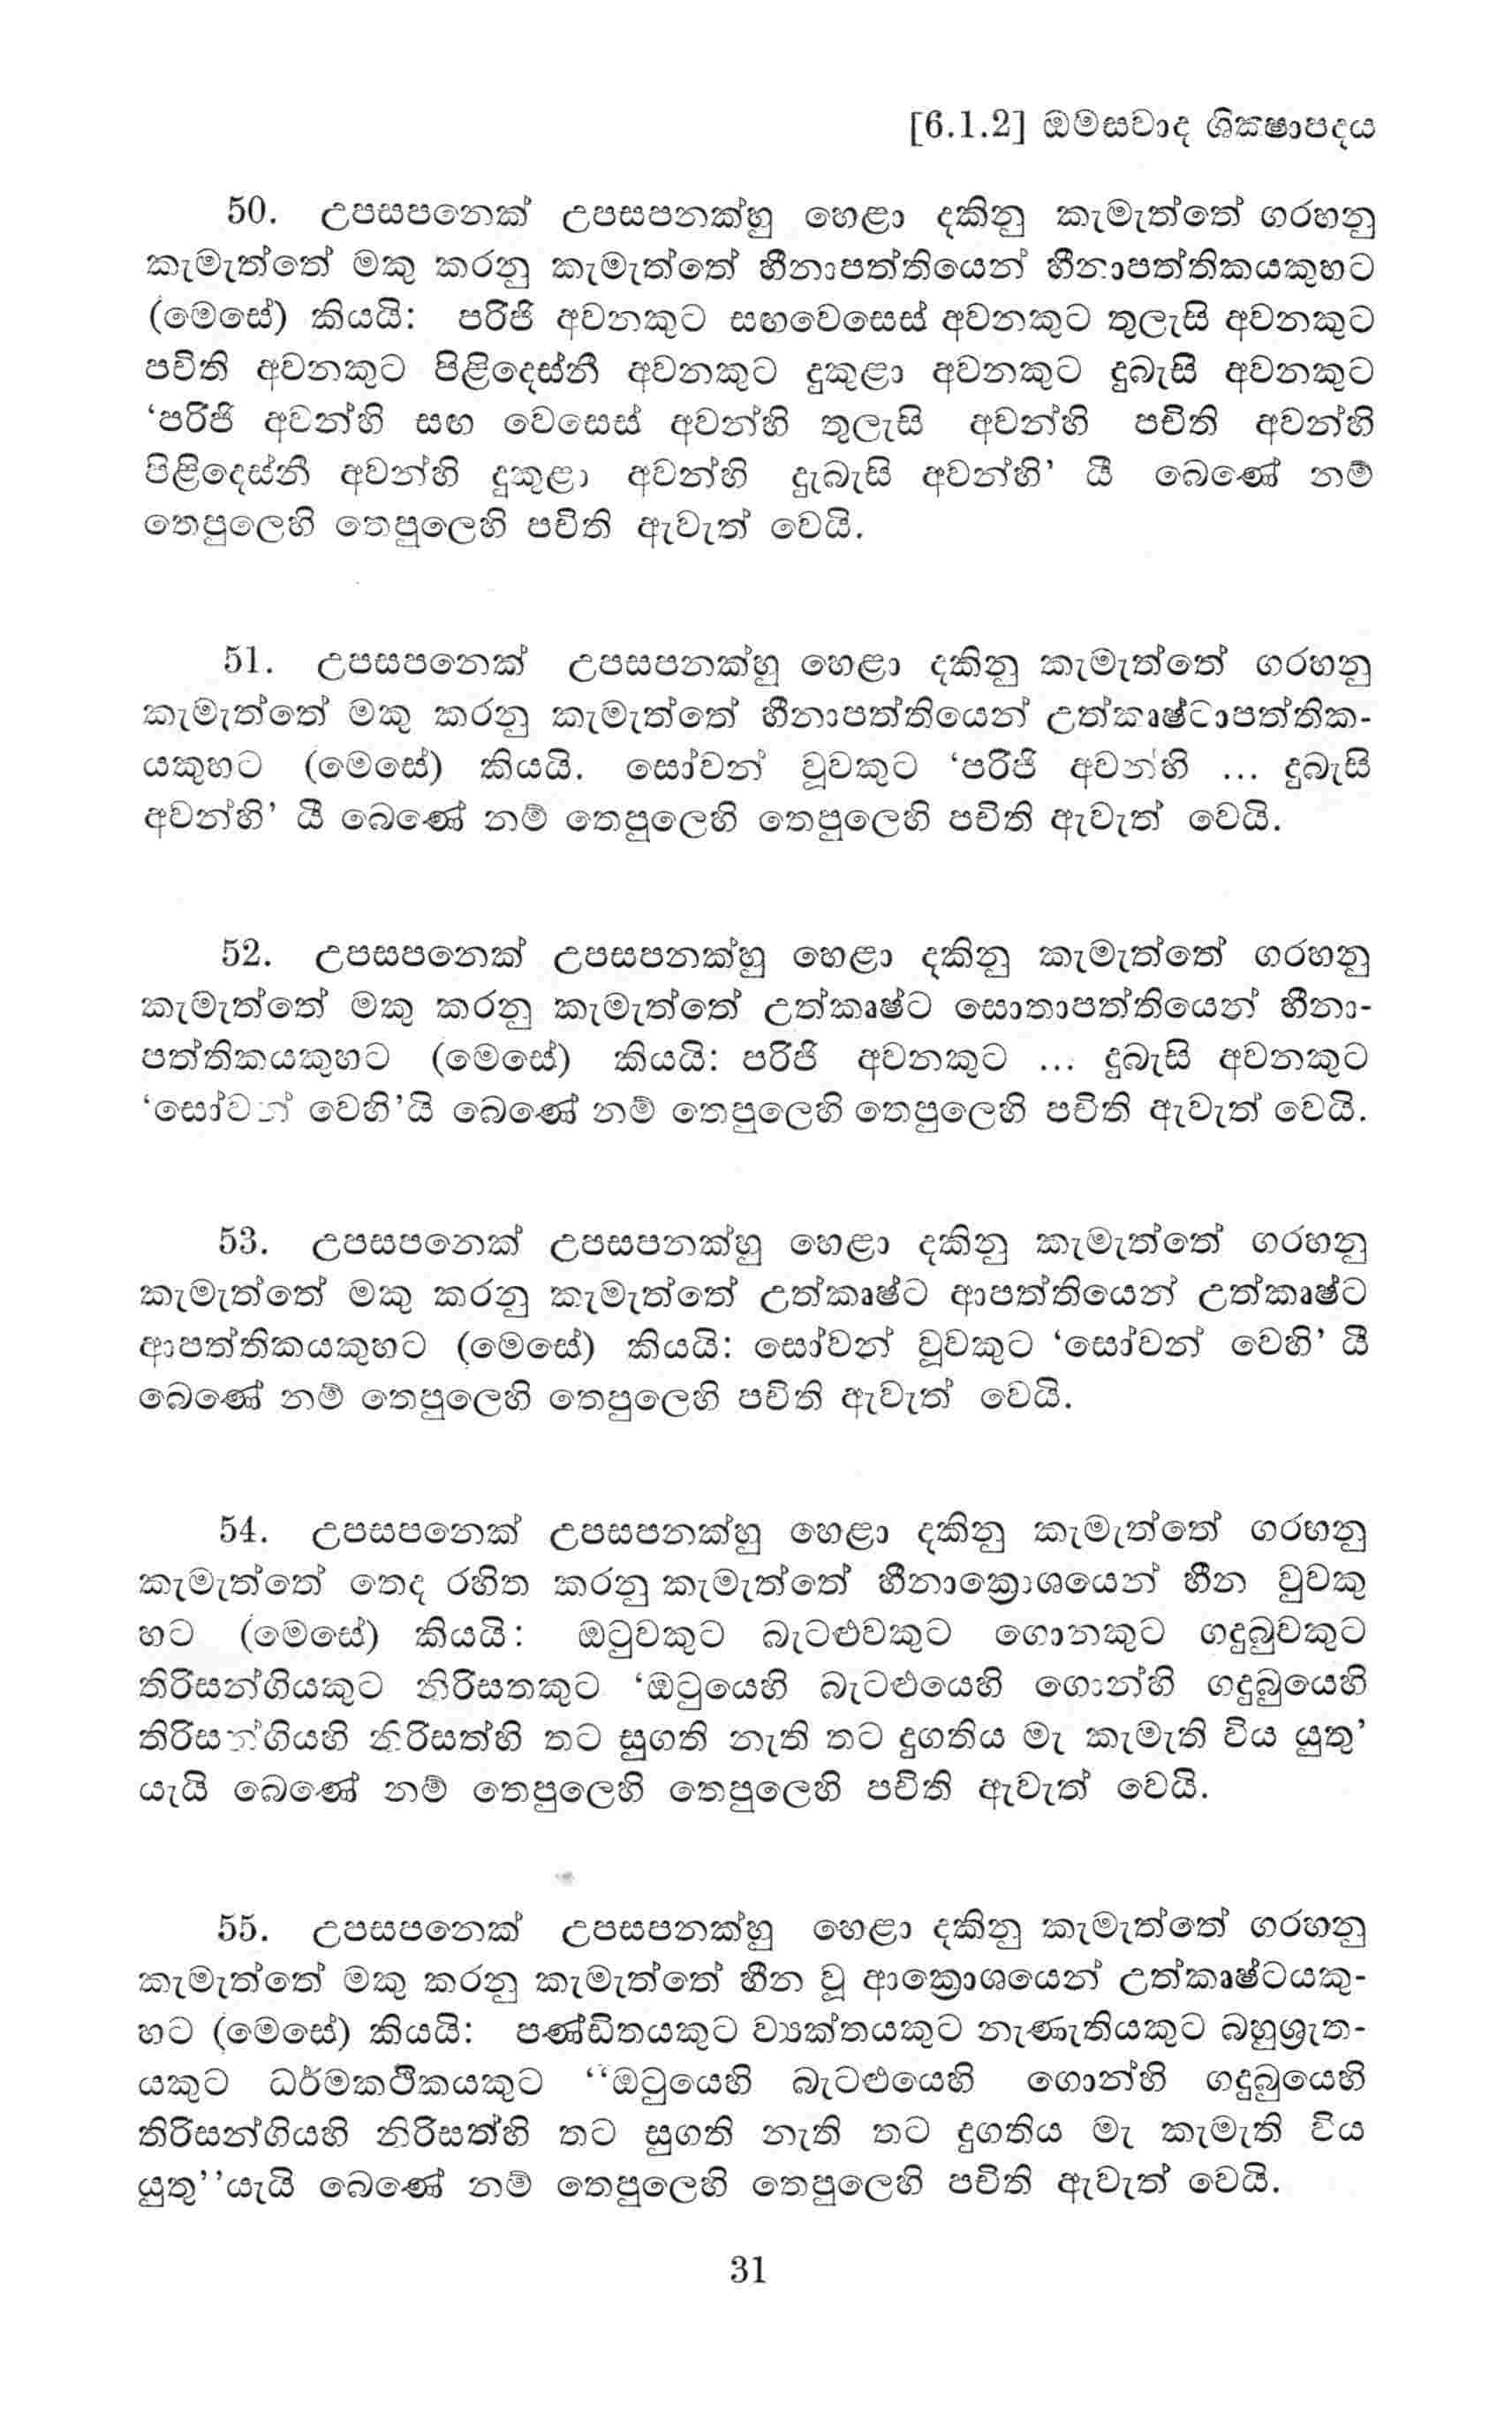 [6.1.2] ඔමසවාද ශික්‍ෂාපදය
50. උපසපනෙක් උපසපනක්හු හෙළා දකිනු කැමැත්තේ ගරහනු
කැමැත්තේ මකු කරනු කැමැත්තේ හීනාපත්තියෙන් හීනාපත්තිකයකුහට
(මෙසේ) කියයි: පරිජි අවනකුට සඟවෙසෙස් අවනකුට තුලැසි අවනකුට
පචිති අවනකුට පිළිදෙස්නී අවනකුට දුකුළා අවනකුට දුබැසි අවනකුට
‘පරිජි අවන්හි සඟ වෙසෙස් අවන්හි තුලැසි අවන්හි පචිති අවන්හි
පිළිදෙස්නී අවන්හි දුකුළා අවන්හි දුබැසි අවන්හි’ යී බෙණේ නම්
තෙපුලෙහි තෙපුලෙහි පචිති ඇවැත් වෙයි.
51. උපසපනෙක් උපසපනක්හු හෙළා දකිනු කැමැත්තේ ගරහනු
කැමැත්තේ මකු කරනු කැමැත්තේ හීනාපත්තියෙන් උත්කෘෂ්ටාපත්තික-
යකුහට (මෙසේ) කියයි. සෝවන් වූවකුට ‘පරිජි අවන්හි ... දුබැසි
අවන්හි’ යී බෙණේ නම් තෙපුලෙහි තෙපුලෙහි පචිති ඇවැත් වෙයි.
52. උපසපනෙක් උපසපනක්හු හෙළා දකිනු කැමැත්තේ ගරහනු
කැමැත්තේ මකු කරනු කැමැත්තේ උත්කෘෂ්ට සොතාපත්තියෙන් හීනා-
පත්තිකයකුහට (මෙසේ) කියයි: පරිජි අවනකුට ... දුබැසි අවනකුට
‘සෝවන් වෙහි’යි බෙණේ නම් තෙපුලෙහි තෙපුලෙහි පචිති ඇවැත් වෙයි.
53. උපසපනෙක් උපසපනක්හු හෙළා දකිනු කැමැත්තේ ගරහනු
කැමැත්තේ මකු කරනු කැමැත්තේ උත්කෘෂ්ට ආපත්තියෙන් උත්කෘෂ්ට
ආපත්තිකයකුහට (මෙසේ) කියයි: සෝවන් වූවකුට ‘සෝවන් වෙහි’ යී
බෙණේ නම් තෙපුලෙහි තෙපුලෙහි පචිති ඇවැත් වෙයි.
54. උපසපනෙක් උපසපනක්හු හෙළා දකිනු කැමැත්තේ ගරහනු
කැමැත්තේ තෙද රහිත කරනු කැමැත්තේ හීනාක්‍රොශයෙන් හීන වුවකු
හට (මෙසේ) කියයි: ඔටුවකුට බැටළුවකුට ගොනකුට ගදුබුවකුට
තිරිසන්ගියකුට නිරිසතකුට ‘ඔටුයෙහි බැටළුයෙහි ගොන්හි ගදුබුයෙහි
තිරිසන්ගියහි නිරිසත්හි තට සුගති නැති තට දුගතිය මැ කැමැති විය යුතු’
යැයි බෙණේ නම් තෙපුලෙහි තෙපුලෙහි පචිති ඇවැත් වෙයි.
55. උපසපනෙක් උපසපනක්හු හෙළා දකිනු කැමැත්තේ ගරහනු
කැමැත්තේ මකු කරනු කැමැත්තේ හීන වූ ආක්‍රොශයෙන් උත්කෘෂ්ටයකු-
හට (මෙසේ) කියයි: පණ්ඩිතයකුට ව්‍යක්තයකුට නැණැතියකුට බහුශ්‍රැත-
යකුට ධර්මකථිකයකුට ‘‘ඔටුයෙහි බැටළුයෙහි ගොන්හි ගදුබුයෙහි
තිරිසන්ගියහි නිරිසත්හි තට සුගති නැති තට දුගතිය මැ කැමැති විය
යුතු’’යැයි බෙණේ නම් තෙපුලෙහි තෙපුලෙහි පචිති ඇවැත් වෙයි.
31